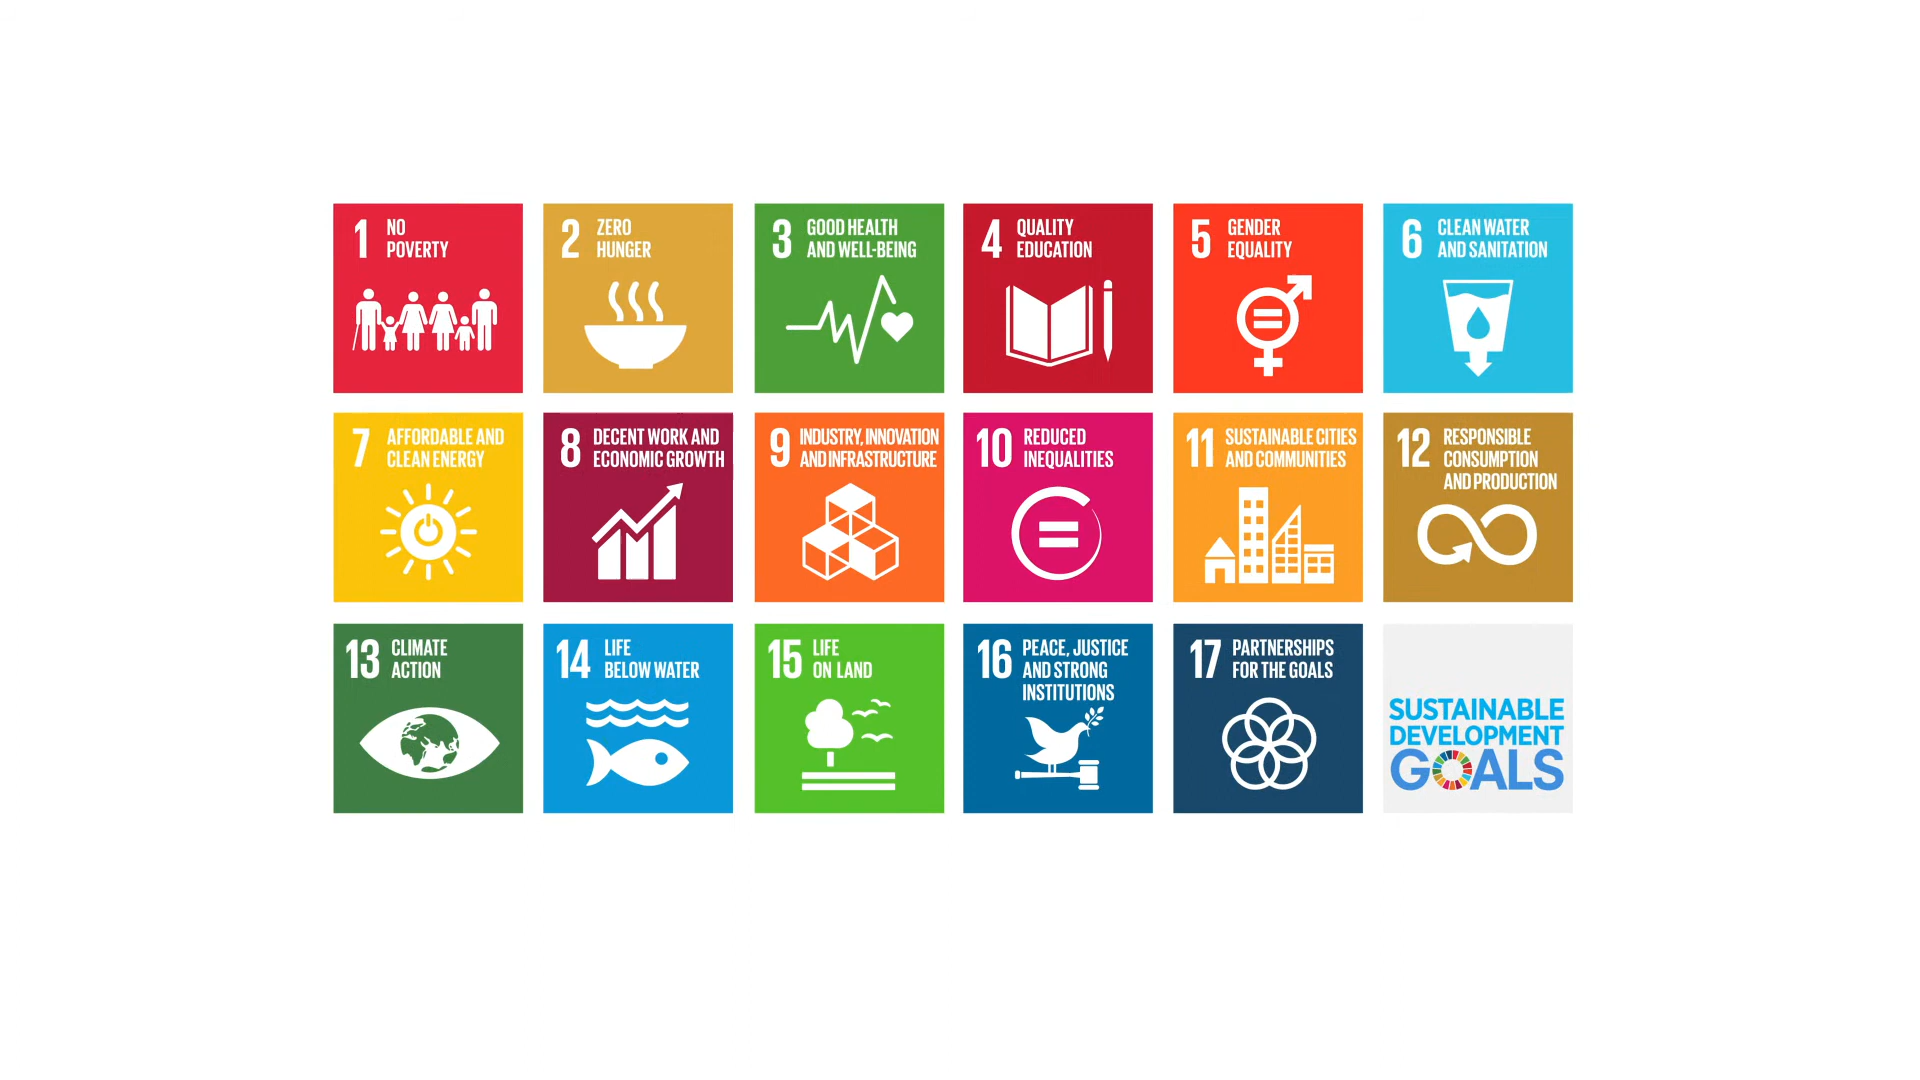 1 NO
POVERTY
2 ZERO
HUNGER
3 GOOD HEALTH
AND WELL-BEING
4 QUALITY
EDUCATION
5 GENDER
EQUALITY
6 CLEAN WATER
AND SANITATION
7 AFFORDABLE AND
CLEAN ENERGY
8 DECENT WORK AND
ECONOMIC GROWTH
9 INDUSTRY, INNOVATION
AND INFRASTRUCTURE
10 REDUCED
INEQUALITIES
11 SUSTAINABLE CITIES
AND COMMUNITIES
12 RESPONSIBLE
CONSUMPTION
AND PRODUCTION
13 CLIMATE
ACTION
14 LIFE
BELOW WATER
15 LIFE
ON LAND
16 PEACE, JUSTICE
AND STRONG
INSTITUTIONS
17 PARTNERSHIPS
FOR THE GOALS
SUSTAINABLE
DEVELOPMENT
GOALS